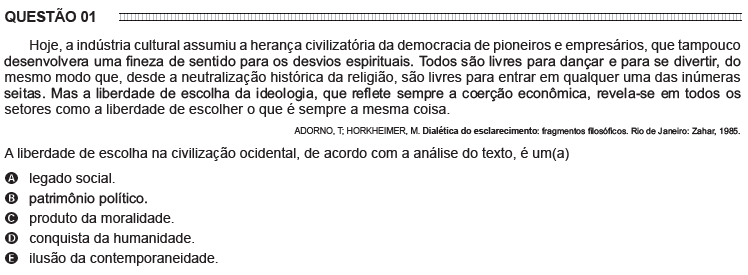 QUESTÃO 01
Hoje, a indústria cultural assumiu a herança civilizatória da democracia de pioneiros e empresários, que tampouco
desenvolvera uma fineza de sentido para os desvios espirituais. Todos são livres para dançar e para se divertir, do
mesmo modo que, desde a neutralização histórica da religião, são livres para entrar em qualquer uma das inúmeras
seitas. Mas a liberdade de escolha da ideologia, que reflete sempre a coerção econômica, revela-se em todos os
setores como a liberdade de escolher o que é sempre a mesma coisa.
ADORNO, T; HORKHEIMER, M. Dialética do esclarecimento: fragmentos filosóficos. Rio de Janeiro: Zahar, 1985.
A liberdade de escolha na civilização ocidental, de acordo com a análise do texto, é um(a)
A legado social.
B patrimônio político.
C produto da moralidade.
D conquista da humanidade.
E ilusão da contemporaneidade.